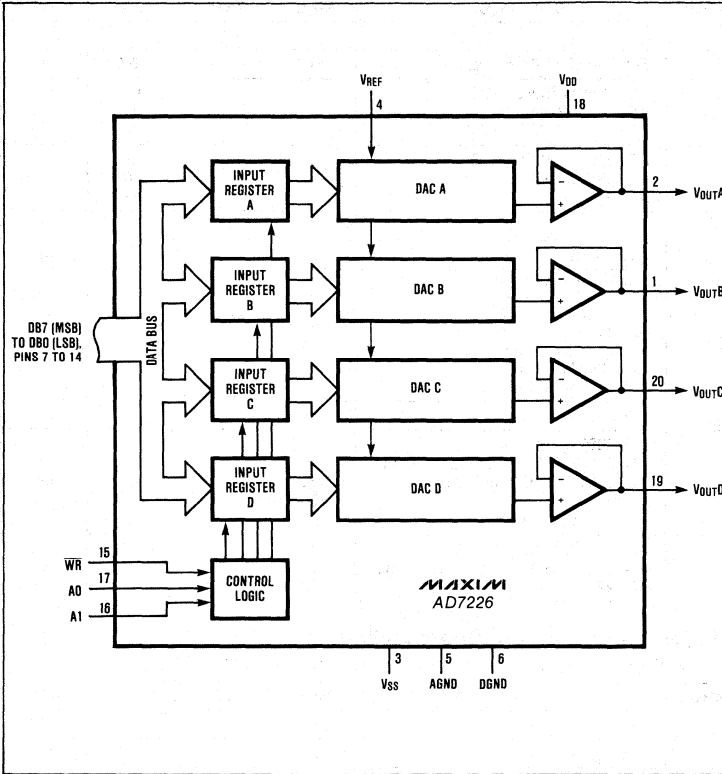 VREF
4
VDD
18
INPUT
REGISTER
A
DAC A
−
+
2
VOUTA
INPUT
REGISTER
B
DAC B
−
+
1
VOUTB
DB7 (MSB)
TO DB0 (LSB),
PINS 7 TO 14
DATA BUS
INPUT
REGISTER
C
DAC C
−
+
20
VOUTC
INPUT
REGISTER
D
DAC D
−
+
19
VOUTD
WR
15
A0
17
A1
16
CONTROL
LOGIC
MAXIM
AD7226
3
VSS
5
AGND
6
DGND